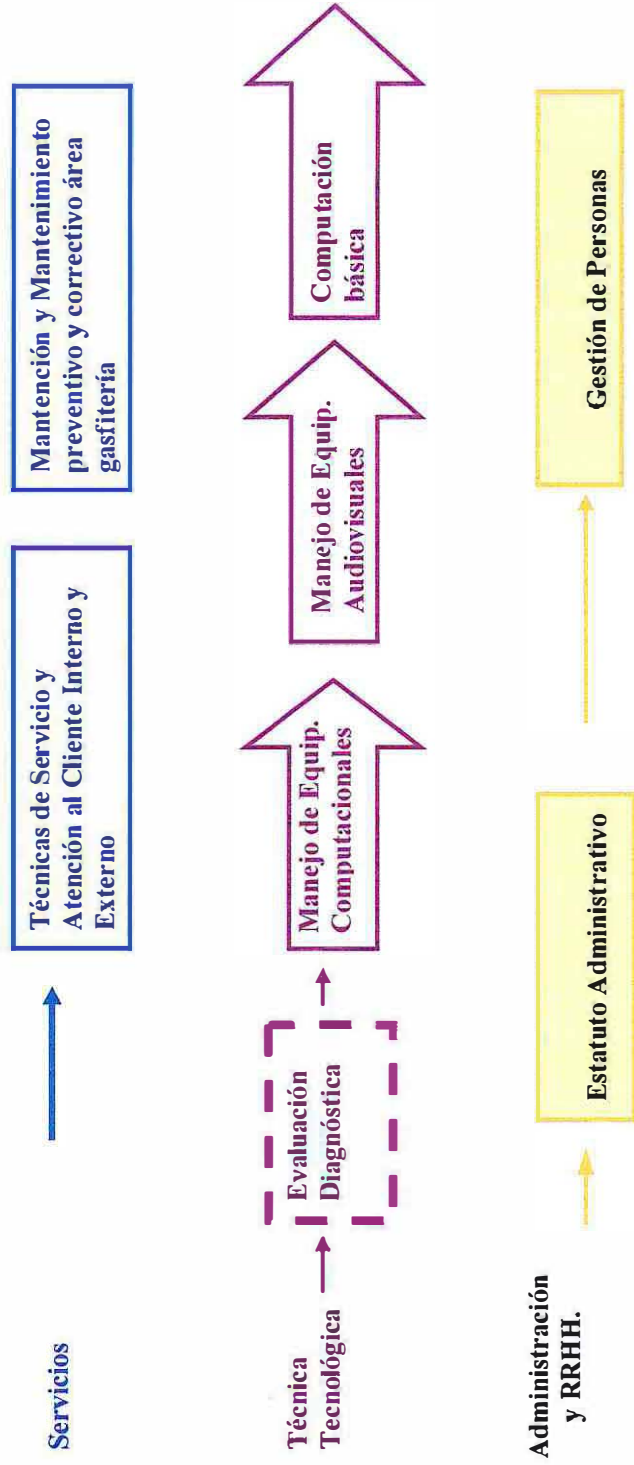 Servicios
Técnicas de Servicio y
Atención al Cliente Interno y
Externo
Mantención y Mantenimiento
preventivo y correctivo área
gasfitería
Técnica
Tecnológica
Evaluación
Diagnóstica
Manejo de Equip.
Computacionales
Manejo de Equip.
Audiovisuales
Computación
básica
Administración
y RRHH.
Estatuto Administrativo
Gestión de Personas